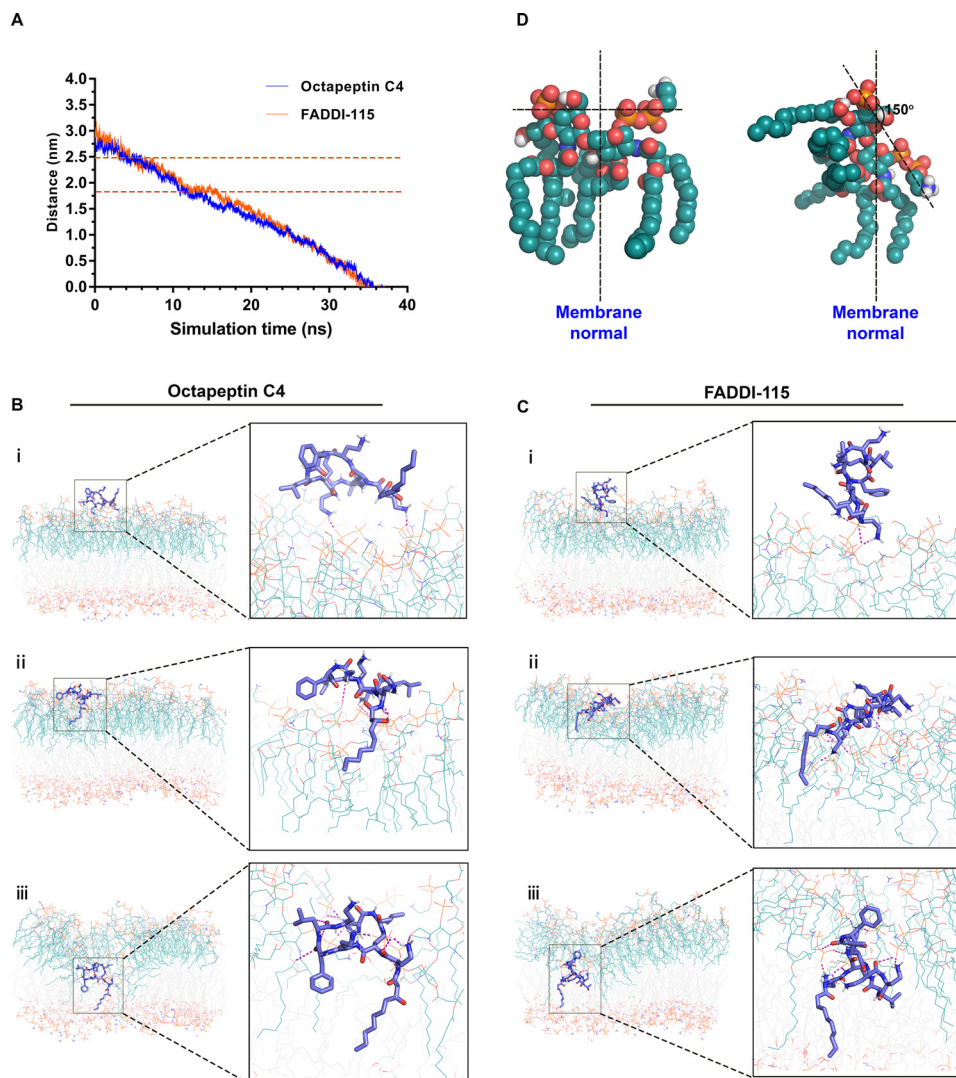 A
Octapeptin C4
FADDI-115
Distance (nm)
4.0
3.5
3.0
2.5
2.0
1.5
1.0
0.5
0.0
0 10 20 30 40
Simulation time (ns)
D
150°
Membrane
normal
Membrane
normal
Octapeptin C4
B
i
ii
iii
FADDI-115
C
i
ii
iii